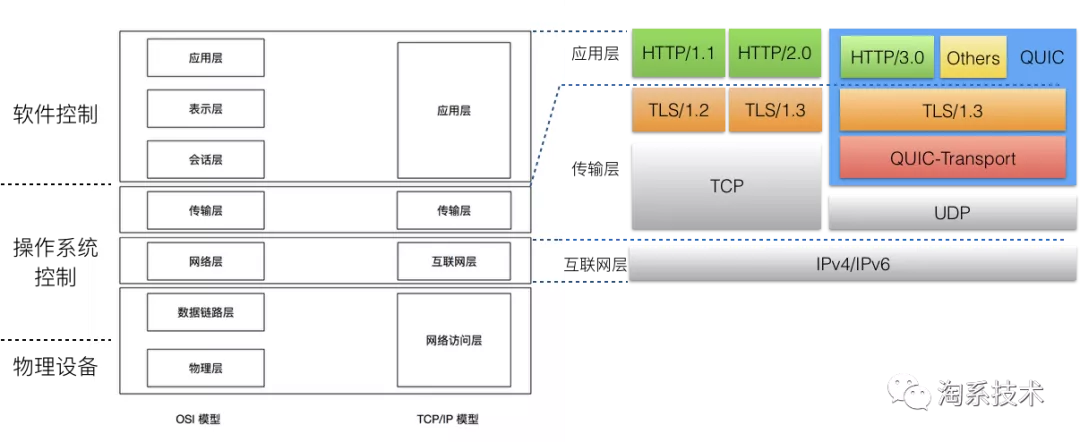 软件控制
操作系统
控制
物理设备
应用层
表示层
会话层
传输层
网络层
数据链路层
物理层
OSI 模型
应用层
传输层
互联网层
网络访问层
TCP/IP 模型
应用层
传输层
互联网层
HTTP/1.1
HTTP/2.0
HTTP/3.0
Others
QUIC
TLS/1.2
TLS/1.3
TLS/1.3
QUIC-Transport
TCP
UDP
IPv4/IPv6
淘系技术